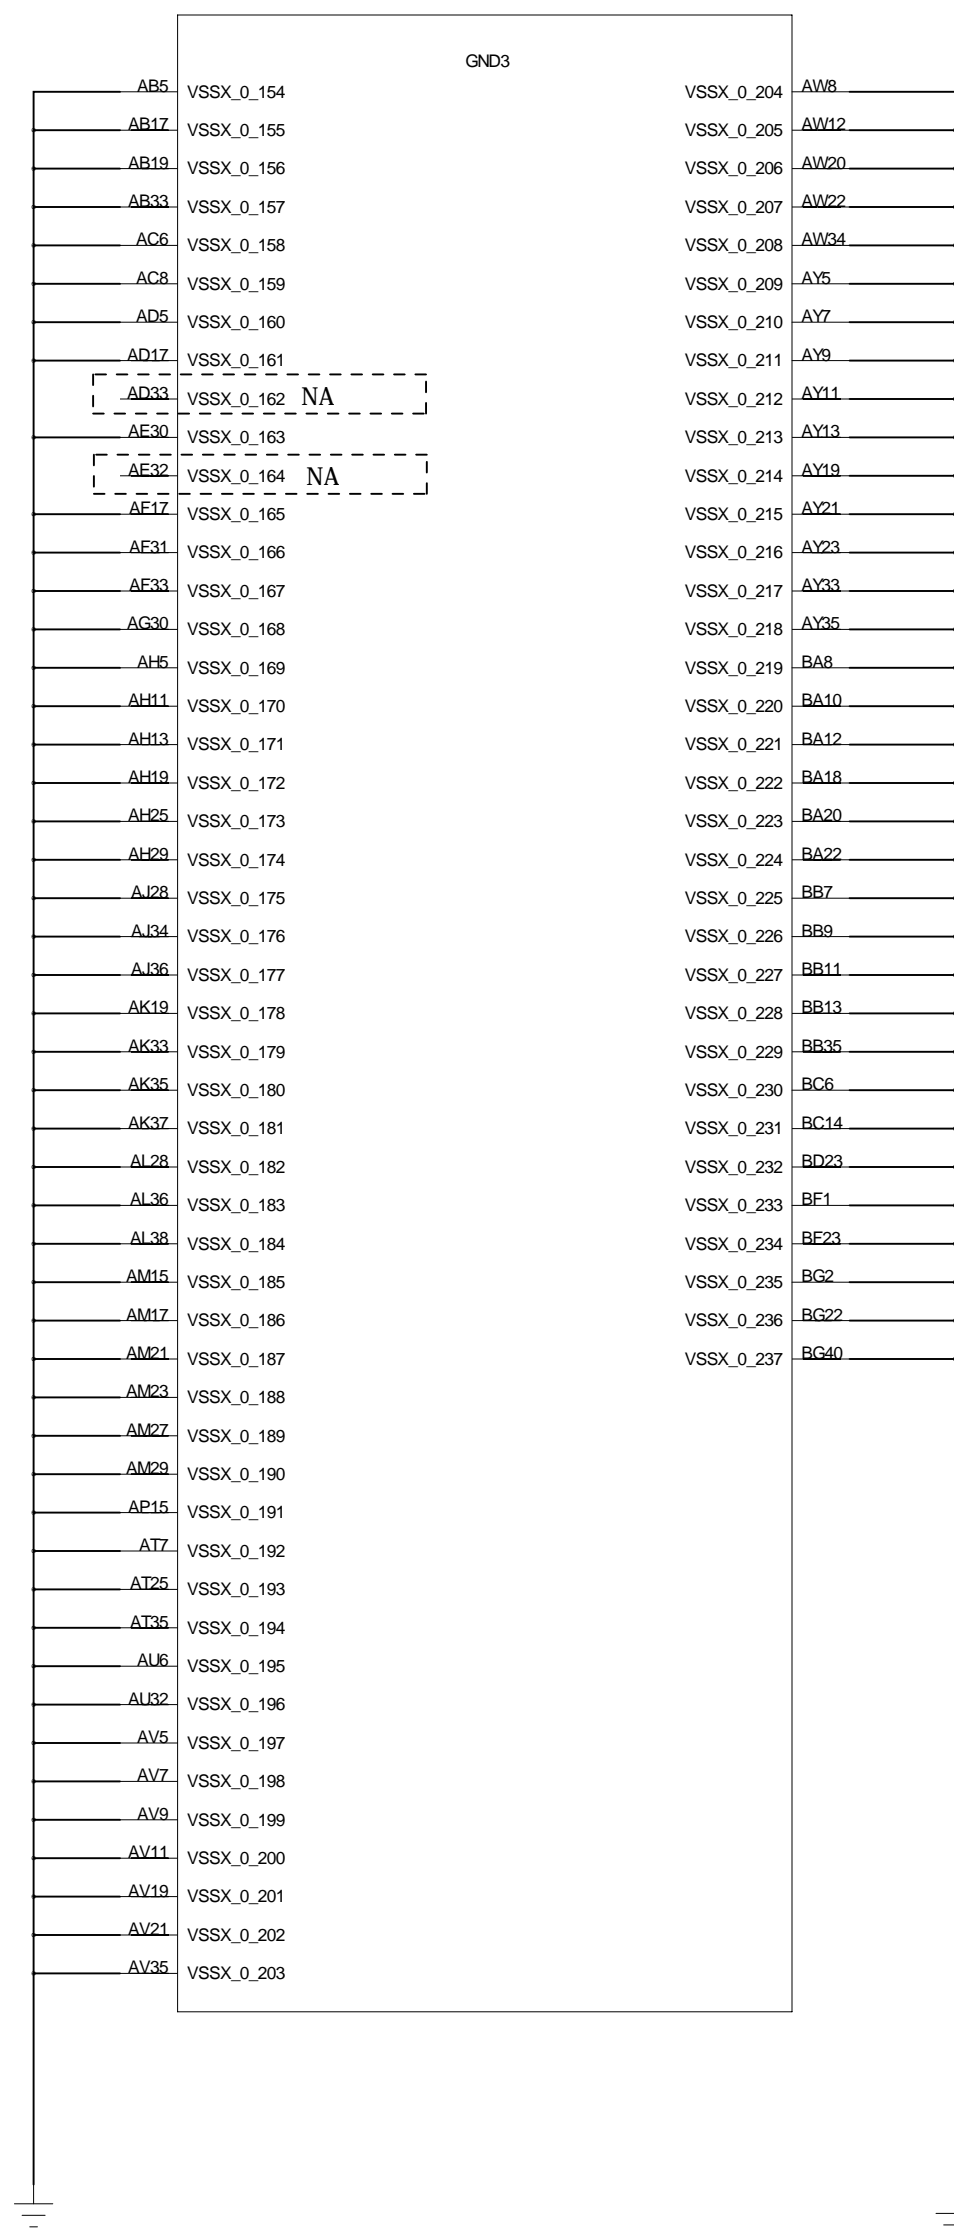 GND3
AB5 VSSX_0_154 VSSX_0_204 AW8
AB17 VSSX_0_155 VSSX_0_205 AW12
AB19 VSSX_0_156 VSSX_0_206 AW20
AB33 VSSX_0_157 VSSX_0_207 AW22
AC6 VSSX_0_158 VSSX_0_208 AW34
AC8 VSSX_0_159 VSSX_0_209 AY5
AD5 VSSX_0_160 VSSX_0_210 AY7
AD17 VSSX_0_161 VSSX_0_211 AY9
AD33 VSSX_0_162 NA VSSX_0_212 AY11
AE30 VSSX_0_163 VSSX_0_213 AY13
AE32 VSSX_0_164 NA VSSX_0_214 AY19
AF17 VSSX_0_165 VSSX_0_215 AY21
AF31 VSSX_0_166 VSSX_0_216 AY23
AF33 VSSX_0_167 VSSX_0_217 AY33
AG30 VSSX_0_168 VSSX_0_218 AY35
AH5 VSSX_0_169 VSSX_0_219 BA8
AH11 VSSX_0_170 VSSX_0_220 BA10
AH13 VSSX_0_171 VSSX_0_221 BA12
AH19 VSSX_0_172 VSSX_0_222 BA18
AH25 VSSX_0_173 VSSX_0_223 BA20
AH29 VSSX_0_174 VSSX_0_224 BA22
AJ28 VSSX_0_175 VSSX_0_225 BB7
AJ34 VSSX_0_176 VSSX_0_226 BB9
AJ36 VSSX_0_177 VSSX_0_227 BB11
AK19 VSSX_0_178 VSSX_0_228 BB13
AK33 VSSX_0_179 VSSX_0_229 BB35
AK35 VSSX_0_180 VSSX_0_230 BC6
AK37 VSSX_0_181 VSSX_0_231 BC14
AL28 VSSX_0_182 VSSX_0_232 BD23
AL36 VSSX_0_183 VSSX_0_233 BF1
AL38 VSSX_0_184 VSSX_0_234 BF23
AM15 VSSX_0_185 VSSX_0_235 BG2
AM17 VSSX_0_186 VSSX_0_236 BG22
AM21 VSSX_0_187 VSSX_0_237 BG40
AM23 VSSX_0_188
AM27 VSSX_0_189
AM29 VSSX_0_190
AP15 VSSX_0_191
AT7 VSSX_0_192
AT25 VSSX_0_193
AT35 VSSX_0_194
AU6 VSSX_0_195
AU32 VSSX_0_196
AV5 VSSX_0_197
AV7 VSSX_0_198
AV9 VSSX_0_199
AV11 VSSX_0_200
AV19 VSSX_0_201
AV21 VSSX_0_202
AV35 VSSX_0_203